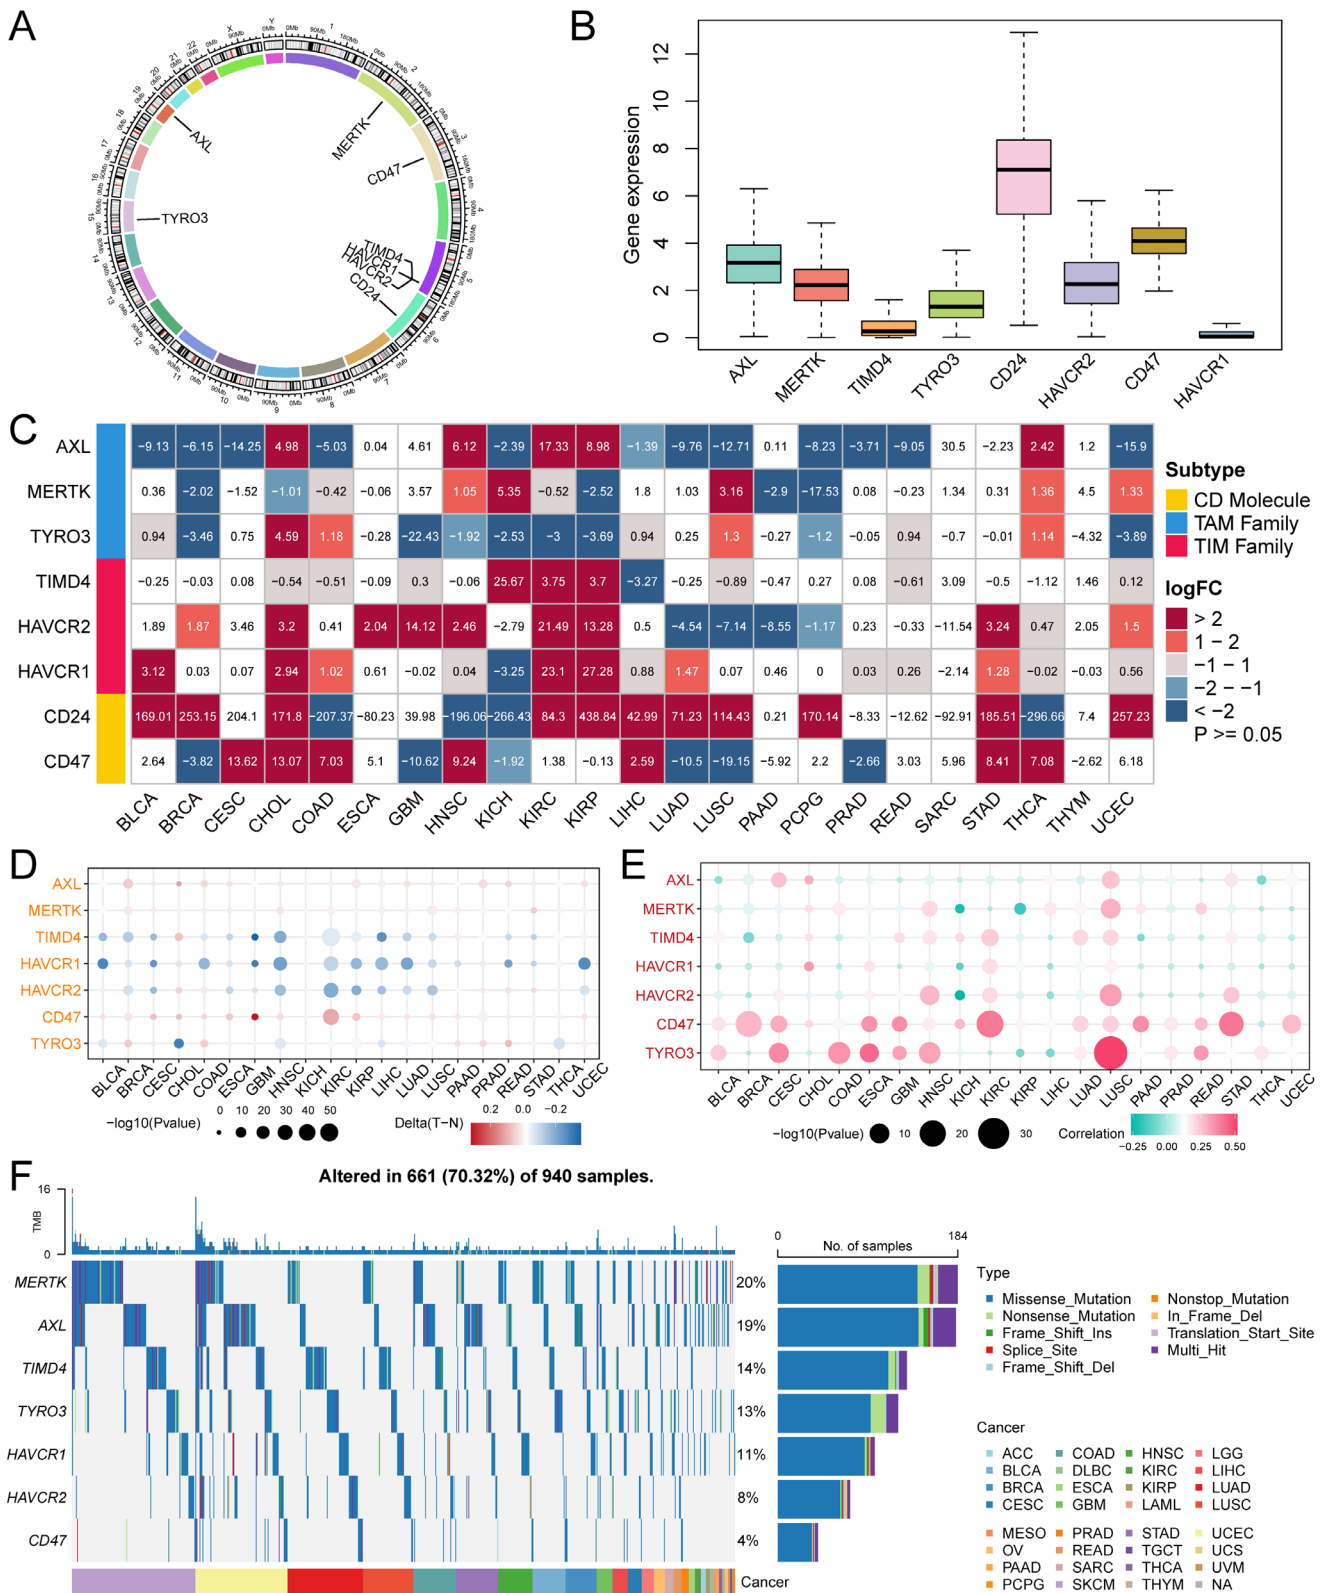 A
B
MERTK
CD47
AXL
TYRO3
TIMD4
HAVCR1
HAVCR2
CD24
Gene expression
12
10
8
6
4
2
0
AXL
MERTK
TIMD4
TYRO3
CD24
HAVCR2
CD47
HAVCR1
C
AXL −9.13 −6.15 −14.25 4.98 −5.03 0.04 4.61 6.12 −2.39 17.33 8.98 −1.39 −9.76 −12.71 0.11 −8.23 −3.71 −9.05 30.5 −2.23 2.42 1.2 −15.9
MERTK 0.36 −2.02 −1.52 −1.01 −0.42 −0.06 3.57 1.05 5.35 −0.52 −2.52 1.8 1.03 3.16 −2.9 −17.53 0.08 −0.23 1.34 0.31 1.36 4.5 1.33
TYRO3 0.94 −3.46 0.75 4.59 1.18 −0.28 −22.43 −1.92 −2.53 −3 −3.69 0.94 0.25 1.3 −0.27 −1.2 −0.05 0.94 −0.7 −0.01 1.14 −4.32 −3.89
TIMD4 −0.25 −0.03 0.08 −0.54 −0.51 −0.09 0.3 −0.06 25.67 3.75 3.7 −3.27 −0.25 −0.89 −0.47 0.27 0.08 −0.61 3.09 −0.5 −1.12 1.46 0.12
HAVCR2 1.89 1.87 3.46 3.2 0.41 2.04 14.12 2.46 −2.79 21.49 13.28 0.5 −4.54 −7.14 −8.55 −1.17 0.23 −0.33 −11.54 3.24 0.47 2.05 1.5
HAVCR1 3.12 0.03 0.07 2.94 1.02 0.61 −0.02 0.04 −3.25 23.1 27.28 0.88 1.47 0.07 0.46 0 0.03 0.26 −2.14 1.28 −0.02 −0.03 0.56
CD24 169.01 253.15 204.1 171.8 −207.37 −80.23 39.98 −196.06 −266.43 84.3 438.84 42.99 71.23 114.43 0.21 170.14 −8.33 −12.62 −92.91 185.51 −296.66 7.4 257.23
CD47 2.64 −3.82 13.62 13.07 7.03 5.1 −10.62 9.24 −1.92 1.38 −0.13 2.59 −10.5 −19.15 −5.92 2.2 −2.66 3.03 5.96 8.41 7.08 −2.62 6.18
BLCA BRCA CESC CHOL COAD ESCA GBM HNSC KICH KIRC KIRP LIHC LUAD LUSC PAAD PCPG PRAD READ SARC STAD THCA THYM UCEC
Subtype
CD Molecule
TAM Family
TIM Family
logFC
> 2
1 − 2
−1 − 1
−2 − −1
< −2
P >= 0.05
D
AXL
MERTK
TIMD4
HAVCR1
HAVCR2
CD47
TYRO3
BLCA BRCA CESC CHOL COAD ESCA GBM HNSC KICH KIRC KIRP LIHC LUAD LUSC PAAD PRAD READ STAD THCA UCEC
−log10(Pvalue) 0 10 20 30 40 50
Delta(T−N) 0.2 0.0 −0.2
E
AXL
MERTK
TIMD4
HAVCR1
HAVCR2
CD47
TYRO3
BLCA BRCA CESC CHOL COAD ESCA GBM HNSC KICH KIRC KIRP LIHC LUAD LUSC PAAD PRAD READ STAD THCA UCEC
−log10(Pvalue) 10 20 30
Correlation −0.25 0.00 0.25 0.50
F
Altered in 661 (70.32%) of 940 samples.
16
TMB
0
0 184
No. of samples
MERTK 20%
AXL 19%
TIMD4 14%
TYRO3 13%
HAVCR1 11%
HAVCR2 8%
CD47 4%
Cancer
Type
Missense_Mutation Nonstop_Mutation
Nonsense_Mutation In_Frame_Del
Frame_Shift_Ins Translation_Start_Site
Splice_Site Multi_Hit
Frame_Shift_Del
Cancer
ACC COAD HNSC LGG
BLCA DLBC KIRC LIHC
BRCA ESCA KIRP LUAD
CESC GBM LAML LUSC
MESO PRAD STAD UCEC
OV READ TGCT UCS
PAAD SARC THCA UVM
PCPG SKCM THYM NA